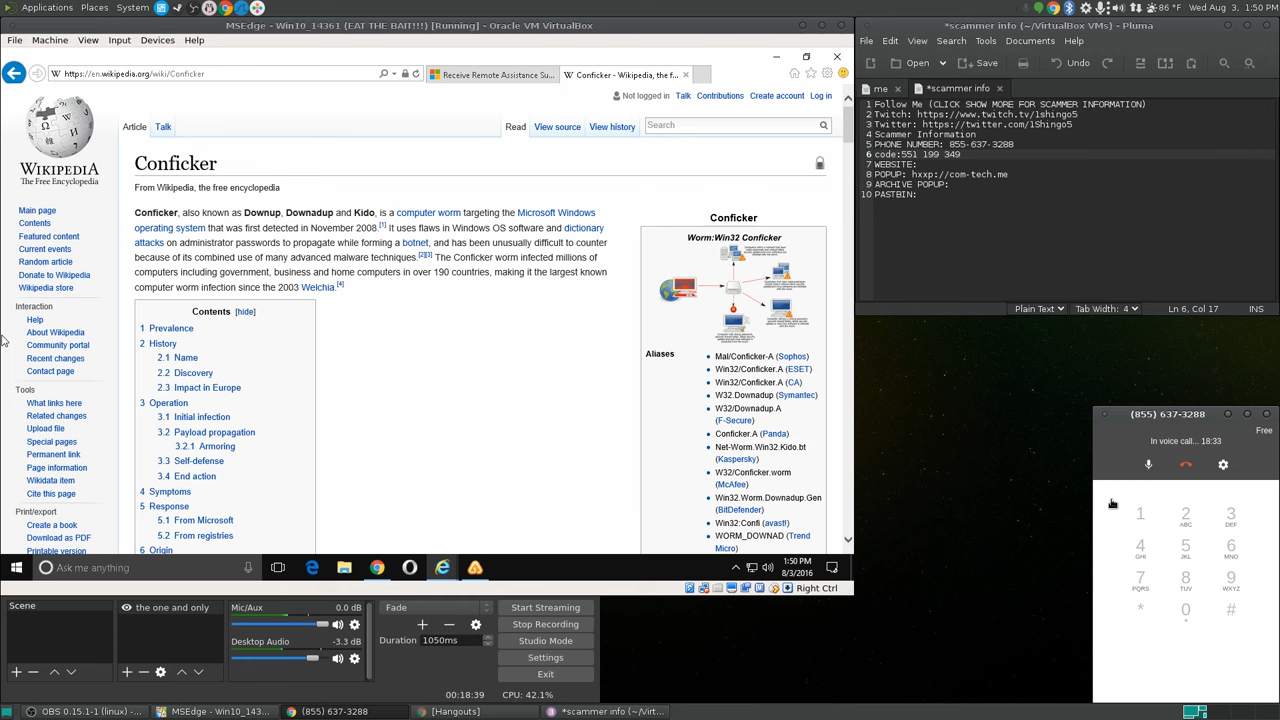 Applications Places System
86 °F Wed Aug 3, 1:50 PM
MSEdge - Win10_14361 (EAT THE BAIT!!!) [Running] - Oracle VM VirtualBox
File Machine View Input Devices Help
https://en.wikipedia.org/wiki/Conficker
Receive Remote Assistance Su...
Conficker - Wikipedia, the f...
Not logged in Talk Contributions Create account Log in
Article Talk
Read View source View history
Search
WIKIPEDIA
The Free Encyclopedia
Main page
Contents
Featured content
Current events
Random article
Donate to Wikipedia
Wikipedia store
Interaction
Help
About Wikipedia
Community portal
Recent changes
Contact page
Tools
What links here
Related changes
Upload file
Special pages
Permanent link
Page information
Wikidata item
Cite this page
Print/export
Create a book
Download as PDF
Printable version
Conficker
From Wikipedia, the free encyclopedia
Conficker, also known as Downup, Downadup and Kido, is a computer worm targeting the Microsoft Windows
operating system that was first detected in November 2008.[1] It uses flaws in Windows OS software and dictionary
attacks on administrator passwords to propagate while forming a botnet, and has been unusually difficult to counter
because of its combined use of many advanced malware techniques.[2][3] The Conficker worm infected millions of
computers including government, business and home computers in over 190 countries, making it the largest known
computer worm infection since the 2003 Welchia.[4]
Contents [hide]
1 Prevalence
2 History
2.1 Name
2.2 Discovery
2.3 Impact in Europe
3 Operation
3.1 Initial infection
3.2 Payload propagation
3.2.1 Armoring
3.3 Self-defense
3.4 End action
4 Symptoms
5 Response
5.1 From Microsoft
5.2 From registries
6 Origin
Conficker
Worm:Win32 Conficker
Aliases
Mal/Conficker-A (Sophos)
Win32/Conficker.A (ESET)
Win32/Conficker.A (CA)
W32.Downadup (Symantec)
W32/Downadup.A
(F-Secure)
Conficker.A (Panda)
Net-Worm.Win32.Kido.bt
(Kaspersky)
W32/Conficker.worm
(McAfee)
Win32.Worm.Downadup.Gen
(BitDefender)
Win32:Confi (avast!)
WORM_DOWNAD (Trend
Micro)
Ask me anything
1:50 PM
8/3/2016
Right Ctrl
*scammer info (~/VirtualBox VMs) - Pluma
File Edit View Search Tools Documents Help
Open Save Undo
me *scammer info
1 Follow Me (CLICK SHOW MORE FOR SCAMMER INFORMATION)
2 Twitch: https://www.twitch.tv/1shingo5
3 Twitter: https://twitter.com/1Shingo5
4 Scammer Information
5 PHONE NUMBER: 855-637-3288
6 code:551 199 349
7 WEBSITE:
8 POPUP: hxxp://com-tech.me
9 ARCHIVE POPUP:
10 PASTBIN:
Plain Text Tab Width: 4 Ln 6, Col 17 INS
(855) 637-3288
Free
In voice call... 18:33
1 2 3
ABC DEF
4 5 6
GHI JKL MNO
7 8 9
PQRS TUV WXYZ
* 0 #
Scene
the one and only
Mic/Aux 0.0 dB
Desktop Audio -3.3 dB
Fade
Duration 1050ms
Start Streaming
Stop Recording
Studio Mode
Settings
Exit
00:18:39 CPU: 42.1%
OBS 0.15.1-1 (linux) -...
MSEdge - Win10_1436...
(855) 637-3288
[Hangouts]
*scammer info (~/Virt...